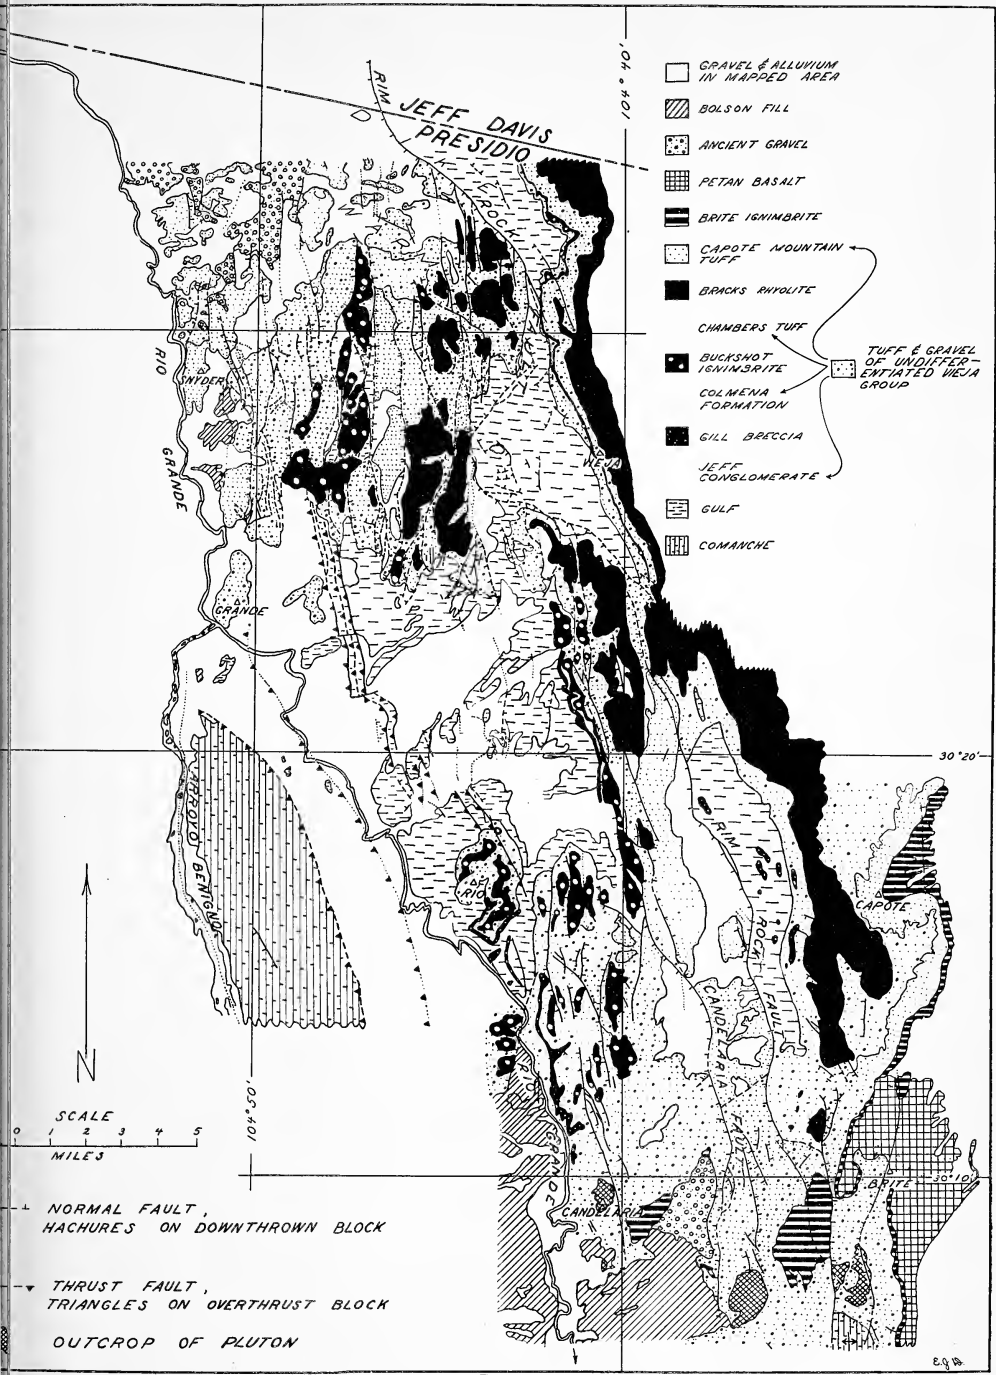 104° 40'
RIM
JEFF DAVIS
PRESIDIO
ROCK
GRAVEL & ALLUVIUM
IN MAPPED AREA
BOLSON FILL
ANCIENT GRAVEL
PETAN BASALT
BRITE IGNIMBRITE
CAPOTE MOUNTAIN
TUFF
BRACKS RHYOLITE
CHAMBERS TUFF
BUCKSHOT
IGNIMBRITE
COLMENA
FORMATION
GILL BRECCIA
JEFF
CONGLOMERATE
GULF
COMANCHE
TUFF & GRAVEL
OF UNDIFFER-
ENTIATED VIEJA
GROUP
RIO
SNYDER
GRANDE
VIEJA
GRANDE
30°20'
ARROYO BENIGNO
RIO
RIM
ROCK
FAULT
CAPOTE
CANDELARIA
FAULT
RIO
GRANDE
N
104°50'
SCALE
0 1 2 3 4 5
MILES
BRITE
30°10'
CANDELARIA
NORMAL FAULT,
HACHURES ON DOWNTHROWN BLOCK
THRUST FAULT,
TRIANGLES ON OVERTHRUST BLOCK
OUTCROP OF PLUTON